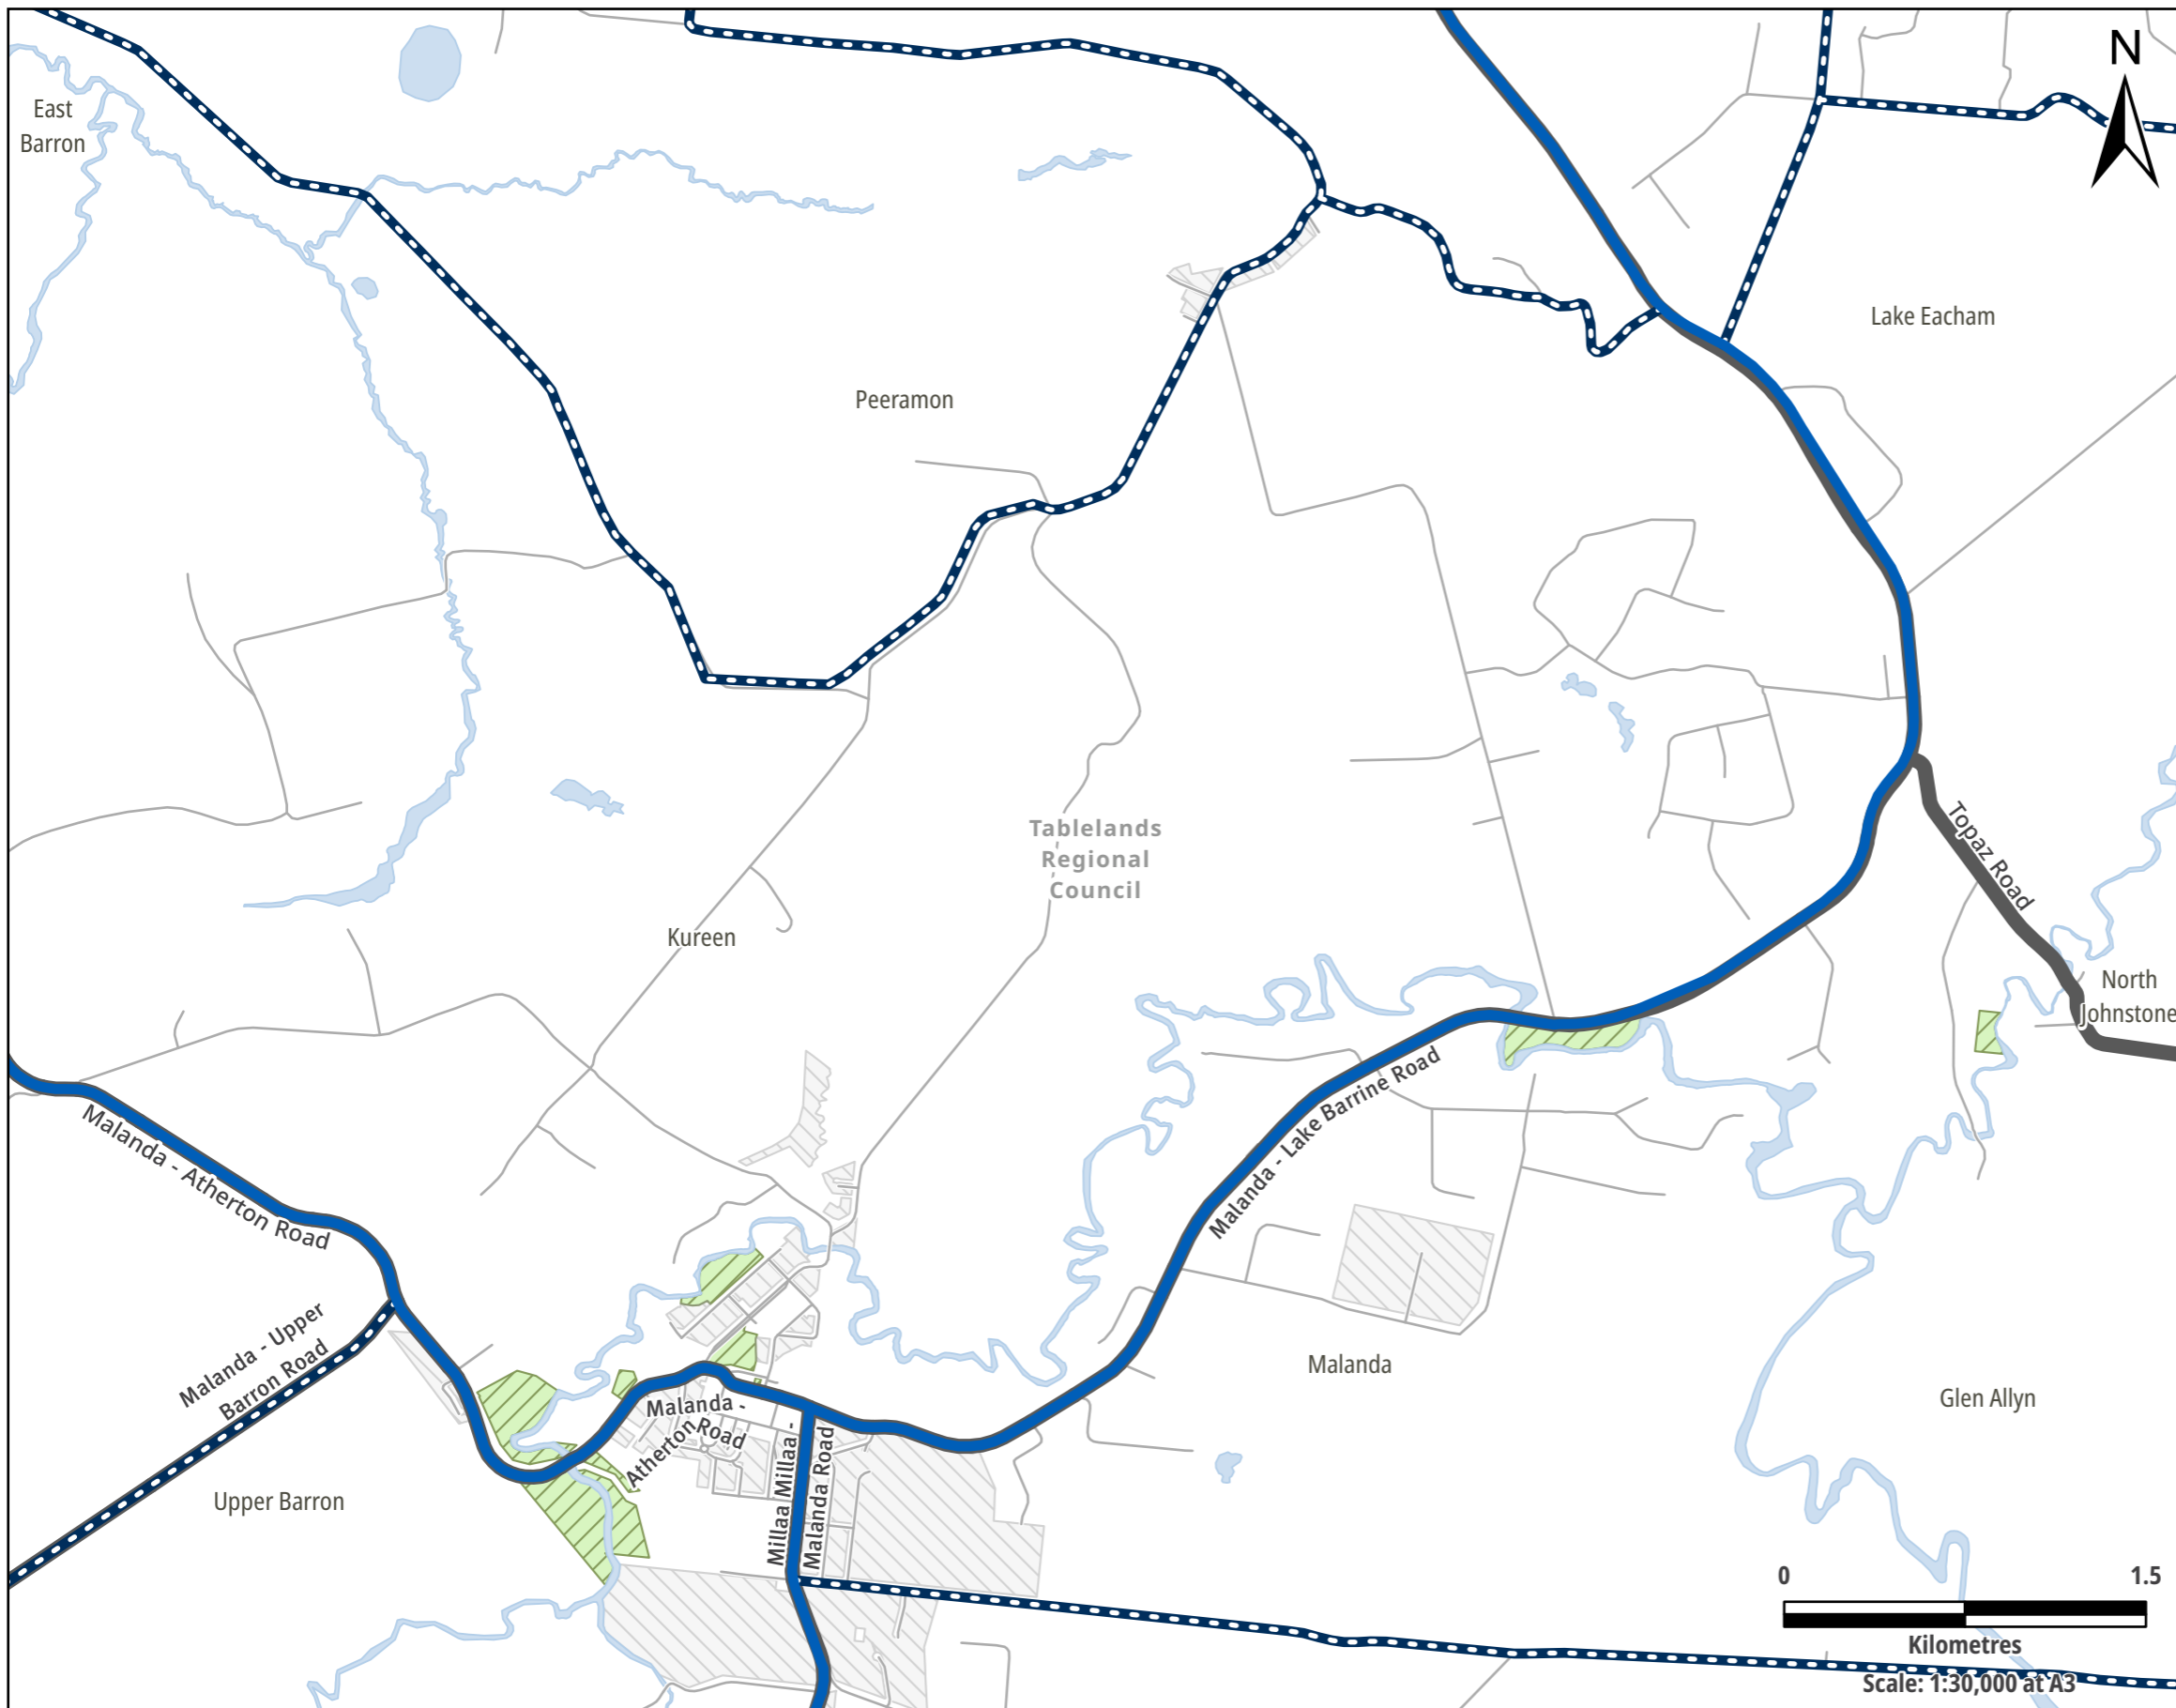 N
East
Barron
Lake Eacham
Peeramon
Topaz Road
Tablelands
Regional
Council
Kureen
North
Johnstone
Malanda - Lake Barrine Road
Malanda - Atherton Road
Malanda - Upper
Barron Road
Malanda
Glen Allyn
Malanda -
Atherton Road
Millaa Millaa -
Malanda Road
Upper Barron
0 1.5
Kilometres
Scale: 1:30,000 at A3